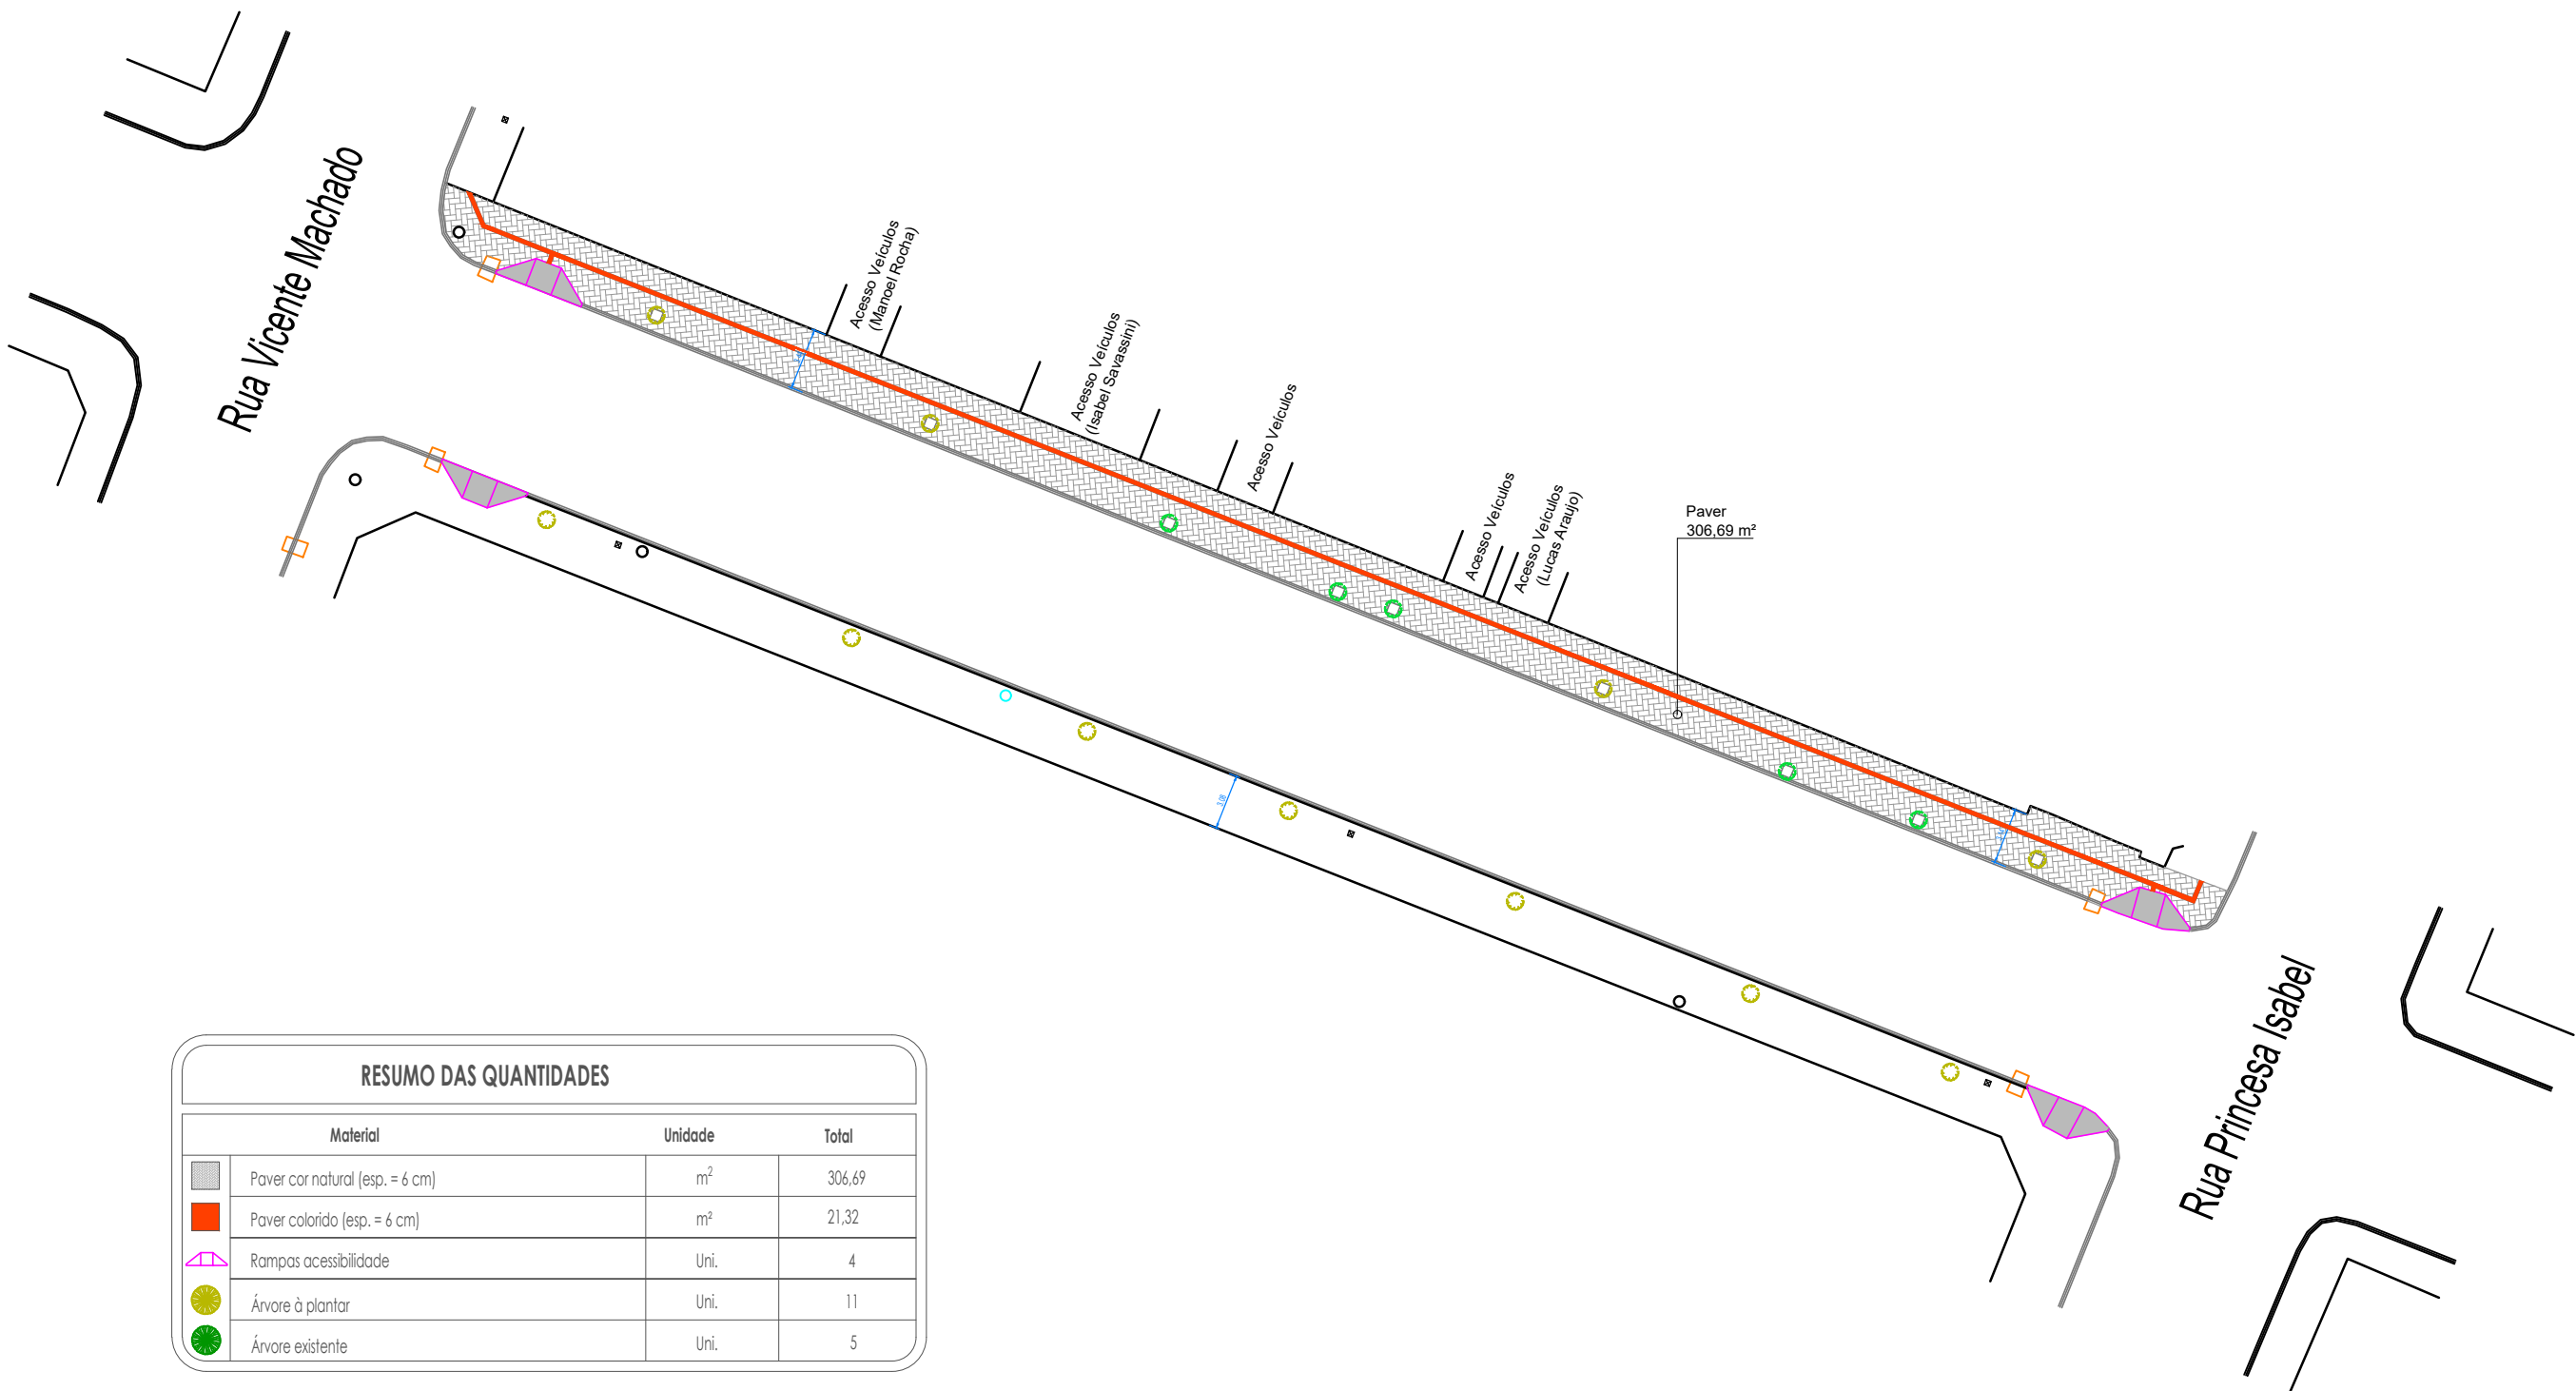 Rua Vicente Machado
Acesso Veículos
(Manoel Rocha)
Acesso Veículos
(Isabel Savassini)
Acesso Veículos
Acesso Veículos
Acesso Veículos
(Lucas Araujo)
Paver
306,69 m²
3.08
Rua Princesa Isabel
RESUMO DAS QUANTIDADES
Material Unidade Total
Paver cor natural (esp. = 6 cm) m² 306,69
Paver colorido (esp. = 6 cm) m² 21,32
Rampas acessibilidade Uni. 4
Árvore à plantar Uni. 11
Árvore existente Uni. 5